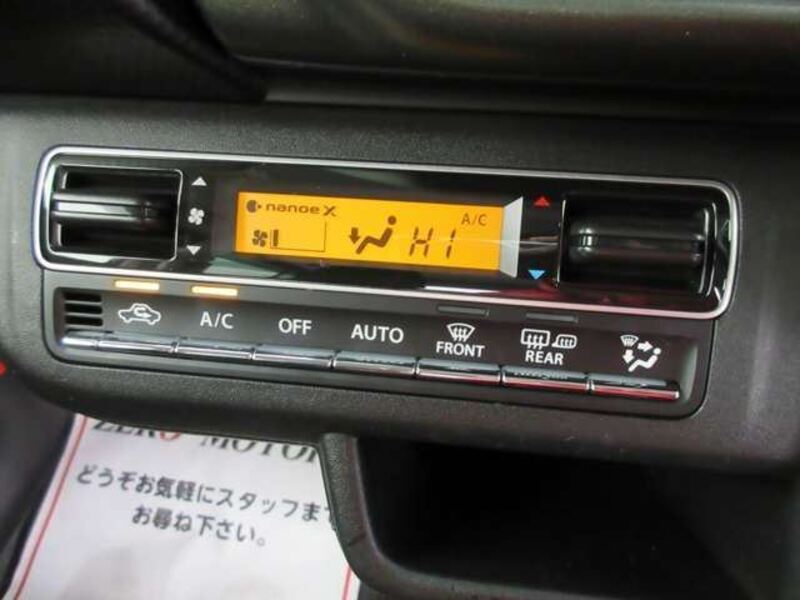 nanoe X
A/C
HI
A/C
OFF
AUTO
FRONT
REAR
ZERO MOTOR
どうぞお気軽にスタッフま
お尋ね下さい。